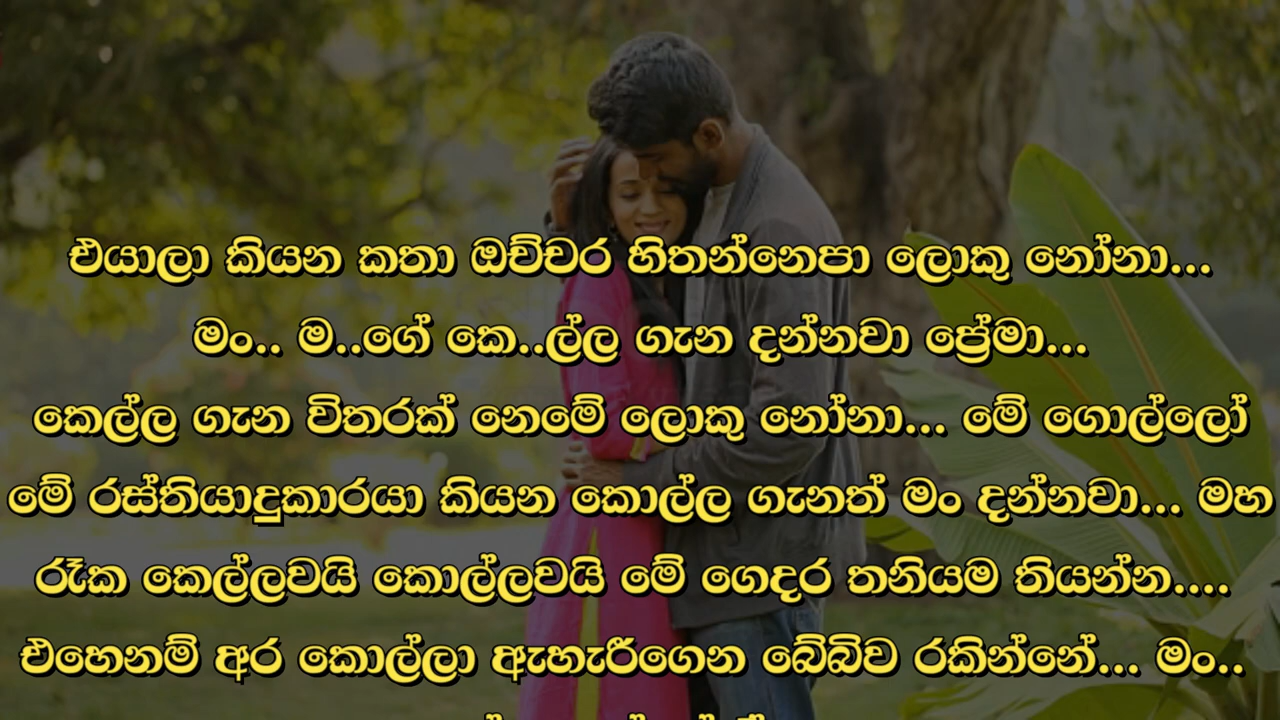 එයාලා කියන කතා ඔච්චර හිතන්නෙපා ලොකු නෝනා...
මං.. ම..ගේ කෙ..ල්ල ගැන දන්නවා ප්‍රේමා...
කෙල්ල ගැන විතරක් නෙමේ ලොකු නෝනා... මේ ගොල්ලෝ
මේ රස්තියාදුකාරයා කියන කොල්ල ගැනත් මං දන්නවා... මහ
රෑක කෙල්ලවයි කොල්ලවයි මේ ගෙදර තනියම තියන්න....
එහෙනම් අර කොල්ලා ඇහැරීගෙන බේබිව රකින්නේ... මං..